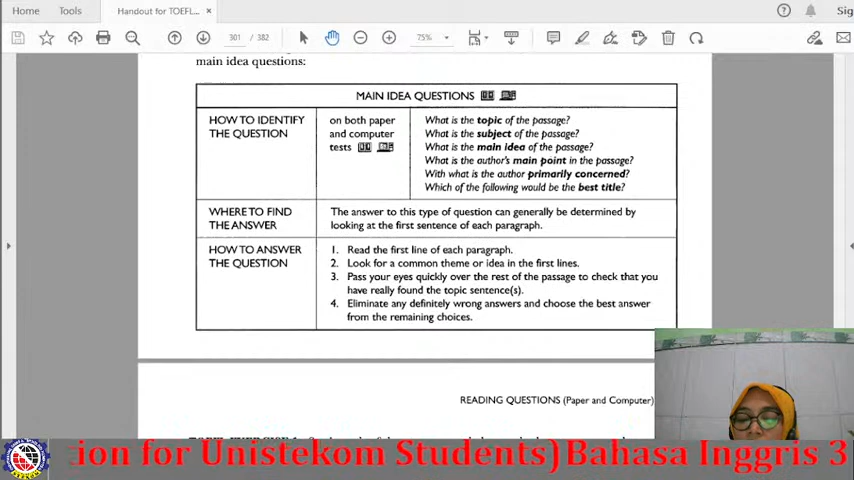 Home
Tools
Handout for TOEFL...
×
Sig
301 / 382
75%
main idea questions:
MAIN IDEA QUESTIONS
HOW TO IDENTIFY
THE QUESTION
on both paper
and computer
tests
What is the topic of the passage?
What is the subject of the passage?
What is the main idea of the passage?
What is the author's main point in the passage?
With what is the author primarily concerned?
Which of the following would be the best title?
WHERE TO FIND
THE ANSWER
The answer to this type of question can generally be determined by
looking at the first sentence of each paragraph.
HOW TO ANSWER
THE QUESTION
1. Read the first line of each paragraph.
2. Look for a common theme or idea in the first lines.
3. Pass your eyes quickly over the rest of the passage to check that you
have really found the topic sentence(s).
4. Eliminate any definitely wrong answers and choose the best answer
from the remaining choices.
READING QUESTIONS (Paper and Computer)
ion for Unistekom Students) Bahasa Inggris 3